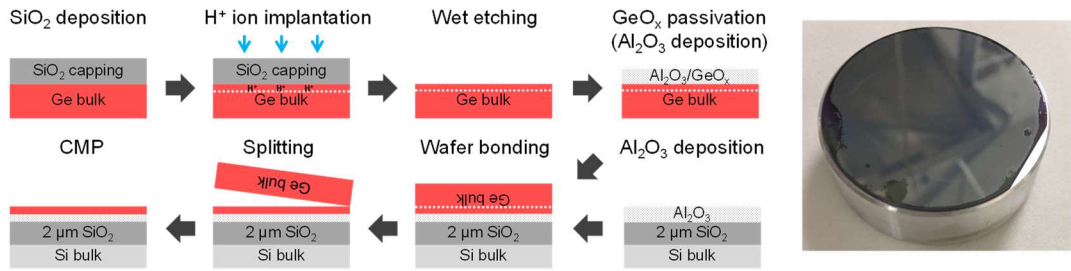 SiO₂ deposition
H⁺ ion implantation
Wet etching
GeOₓ passivation
(Al₂O₃ deposition)
SiO₂ capping
Ge bulk
SiO₂ capping
H⁺ H⁺ H⁺
Ge bulk
Ge bulk
Al₂O₃/GeOₓ
Ge bulk
CMP
Splitting
Wafer bonding
Al₂O₃ deposition
2 μm SiO₂
Si bulk
Ge bulk
2 μm SiO₂
Si bulk
Ge bulk
2 μm SiO₂
Si bulk
Al₂O₃
2 μm SiO₂
Si bulk